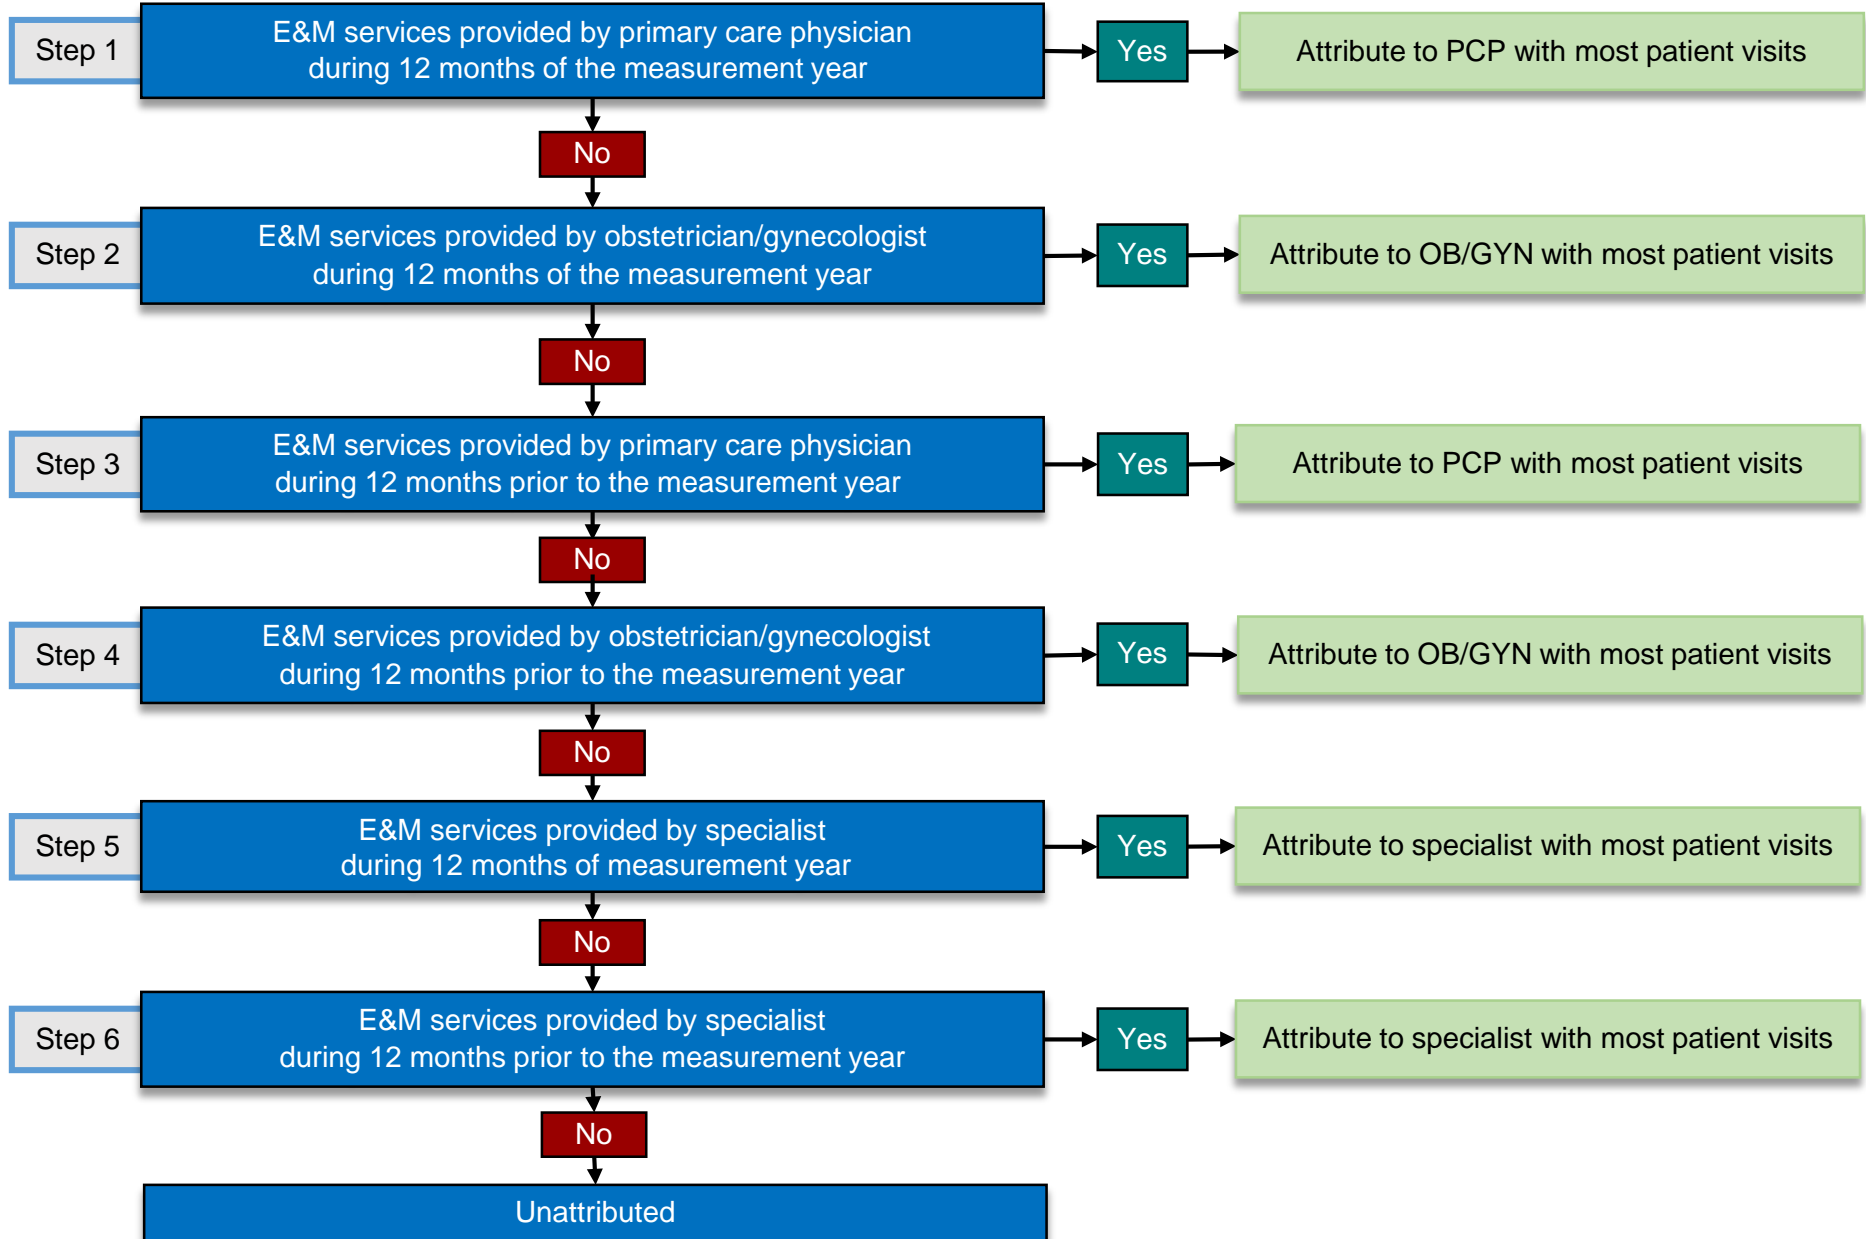 Step 1
E&M services provided by primary care physician
during 12 months of the measurement year
Yes
Attribute to PCP with most patient visits
No
Step 2
E&M services provided by obstetrician/gynecologist
during 12 months of the measurement year
Yes
Attribute to OB/GYN with most patient visits
No
Step 3
E&M services provided by primary care physician
during 12 months prior to the measurement year
Yes
Attribute to PCP with most patient visits
No
Step 4
E&M services provided by obstetrician/gynecologist
during 12 months prior to the measurement year
Yes
Attribute to OB/GYN with most patient visits
No
Step 5
E&M services provided by specialist
during 12 months of measurement year
Yes
Attribute to specialist with most patient visits
No
Step 6
E&M services provided by specialist
during 12 months prior to the measurement year
Yes
Attribute to specialist with most patient visits
No
Unattributed